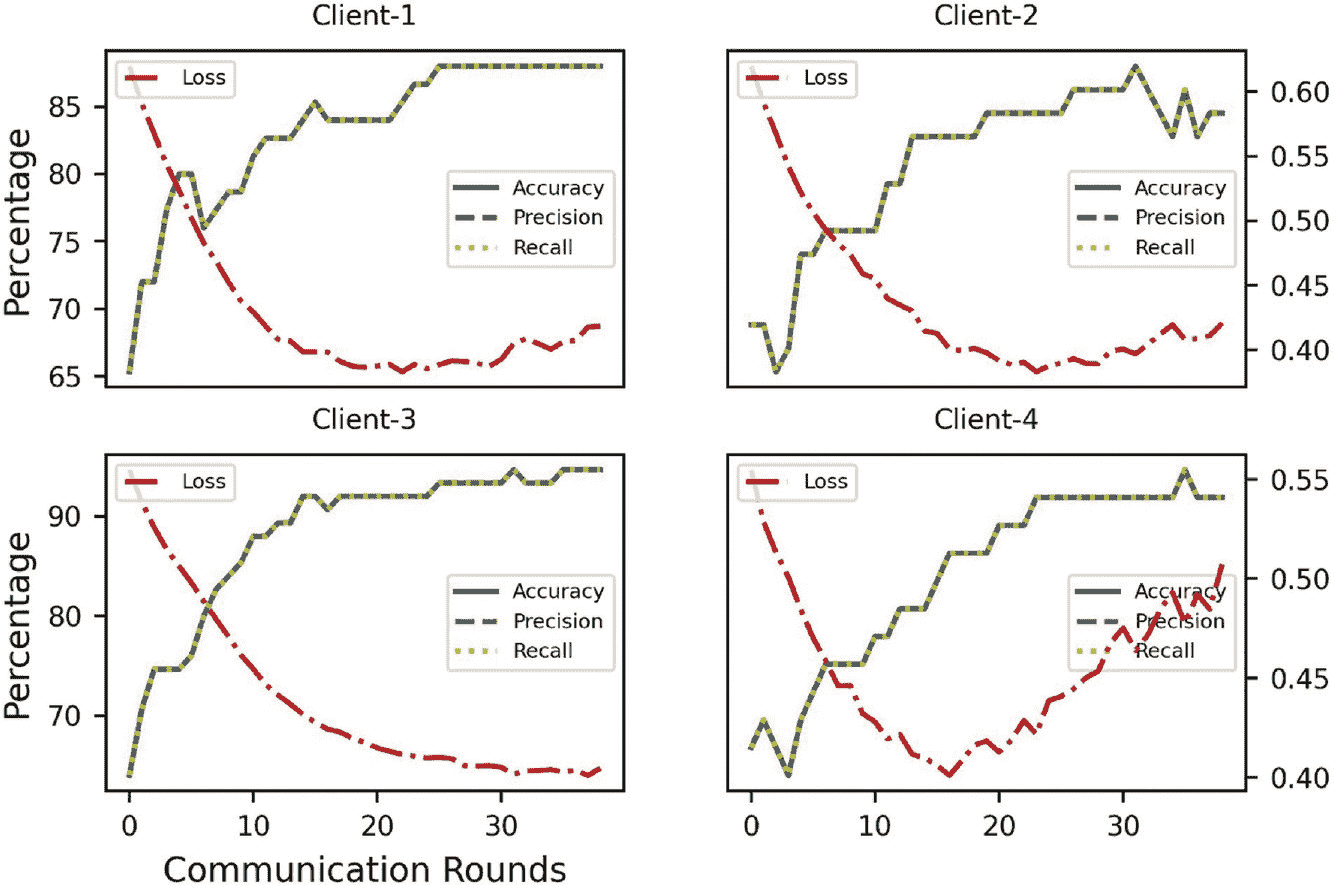 Client-1
Client-2
Loss
Loss
85
80
75
70
65
Percentage
Accuracy
Precision
Recall
Accuracy
Precision
Recall
0.60
0.55
0.50
0.45
0.40
Client-3
Client-4
Loss
Loss
90
80
70
Percentage
Accuracy
Precision
Recall
Accuracy
Precision
Recall
0.55
0.50
0.45
0.40
0 10 20 30
0 10 20 30
Communication Rounds